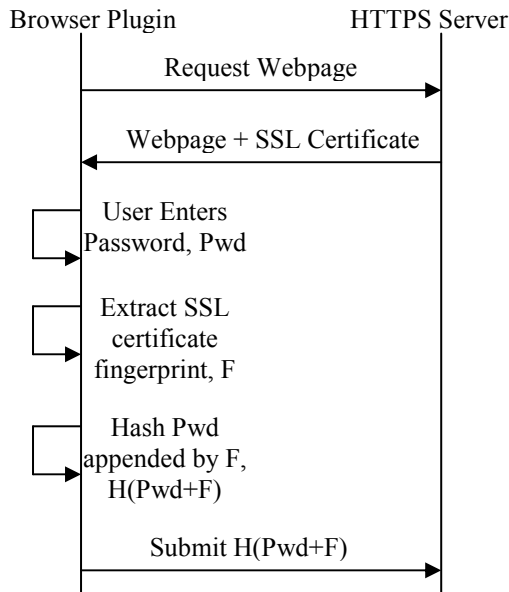 Browser Plugin HTTPS Server
Request Webpage
Webpage + SSL Certificate
User Enters
Password, Pwd
Extract SSL
certificate
fingerprint, F
Hash Pwd
appended by F,
H(Pwd+F)
Submit H(Pwd+F)